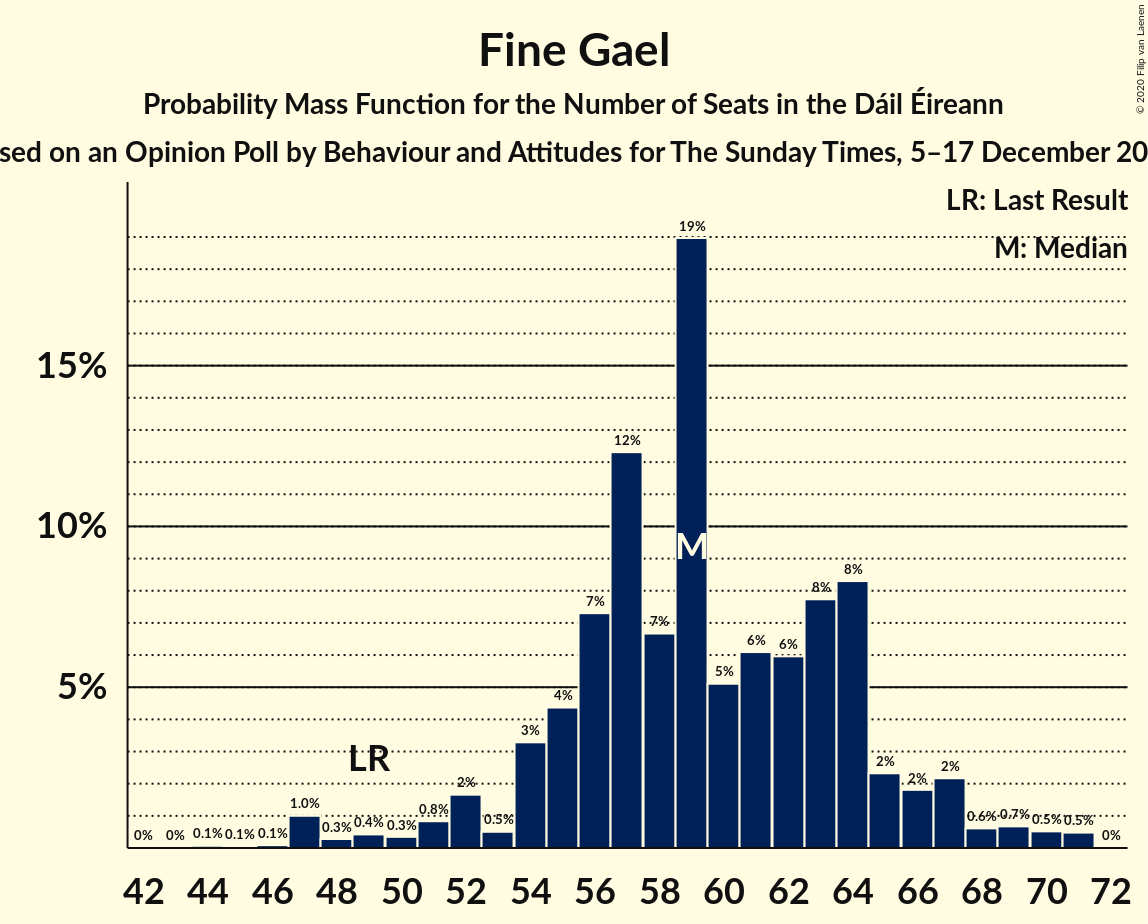 Fine Gael
Probability Mass Function for the Number of Seats in the Dáil Éireann
sed on an Opinion Poll by Behaviour and Attitudes for The Sunday Times, 5–17 December 20
© 2020 Filip van Laenen
LR: Last Result
M: Median
15%
10%
5%
0% 0% 0.1% 0.1% 0.1% 1.0% 0.3% 0.4% 0.3% 0.8% 2% 0.5% 3% 4% 7% 12% 7% 19% 5% 6% 6% 8% 8% 2% 2% 2% 0.6% 0.7% 0.5% 0.5% 0%
LR
M
42 44 46 48 50 52 54 56 58 60 62 64 66 68 70 72